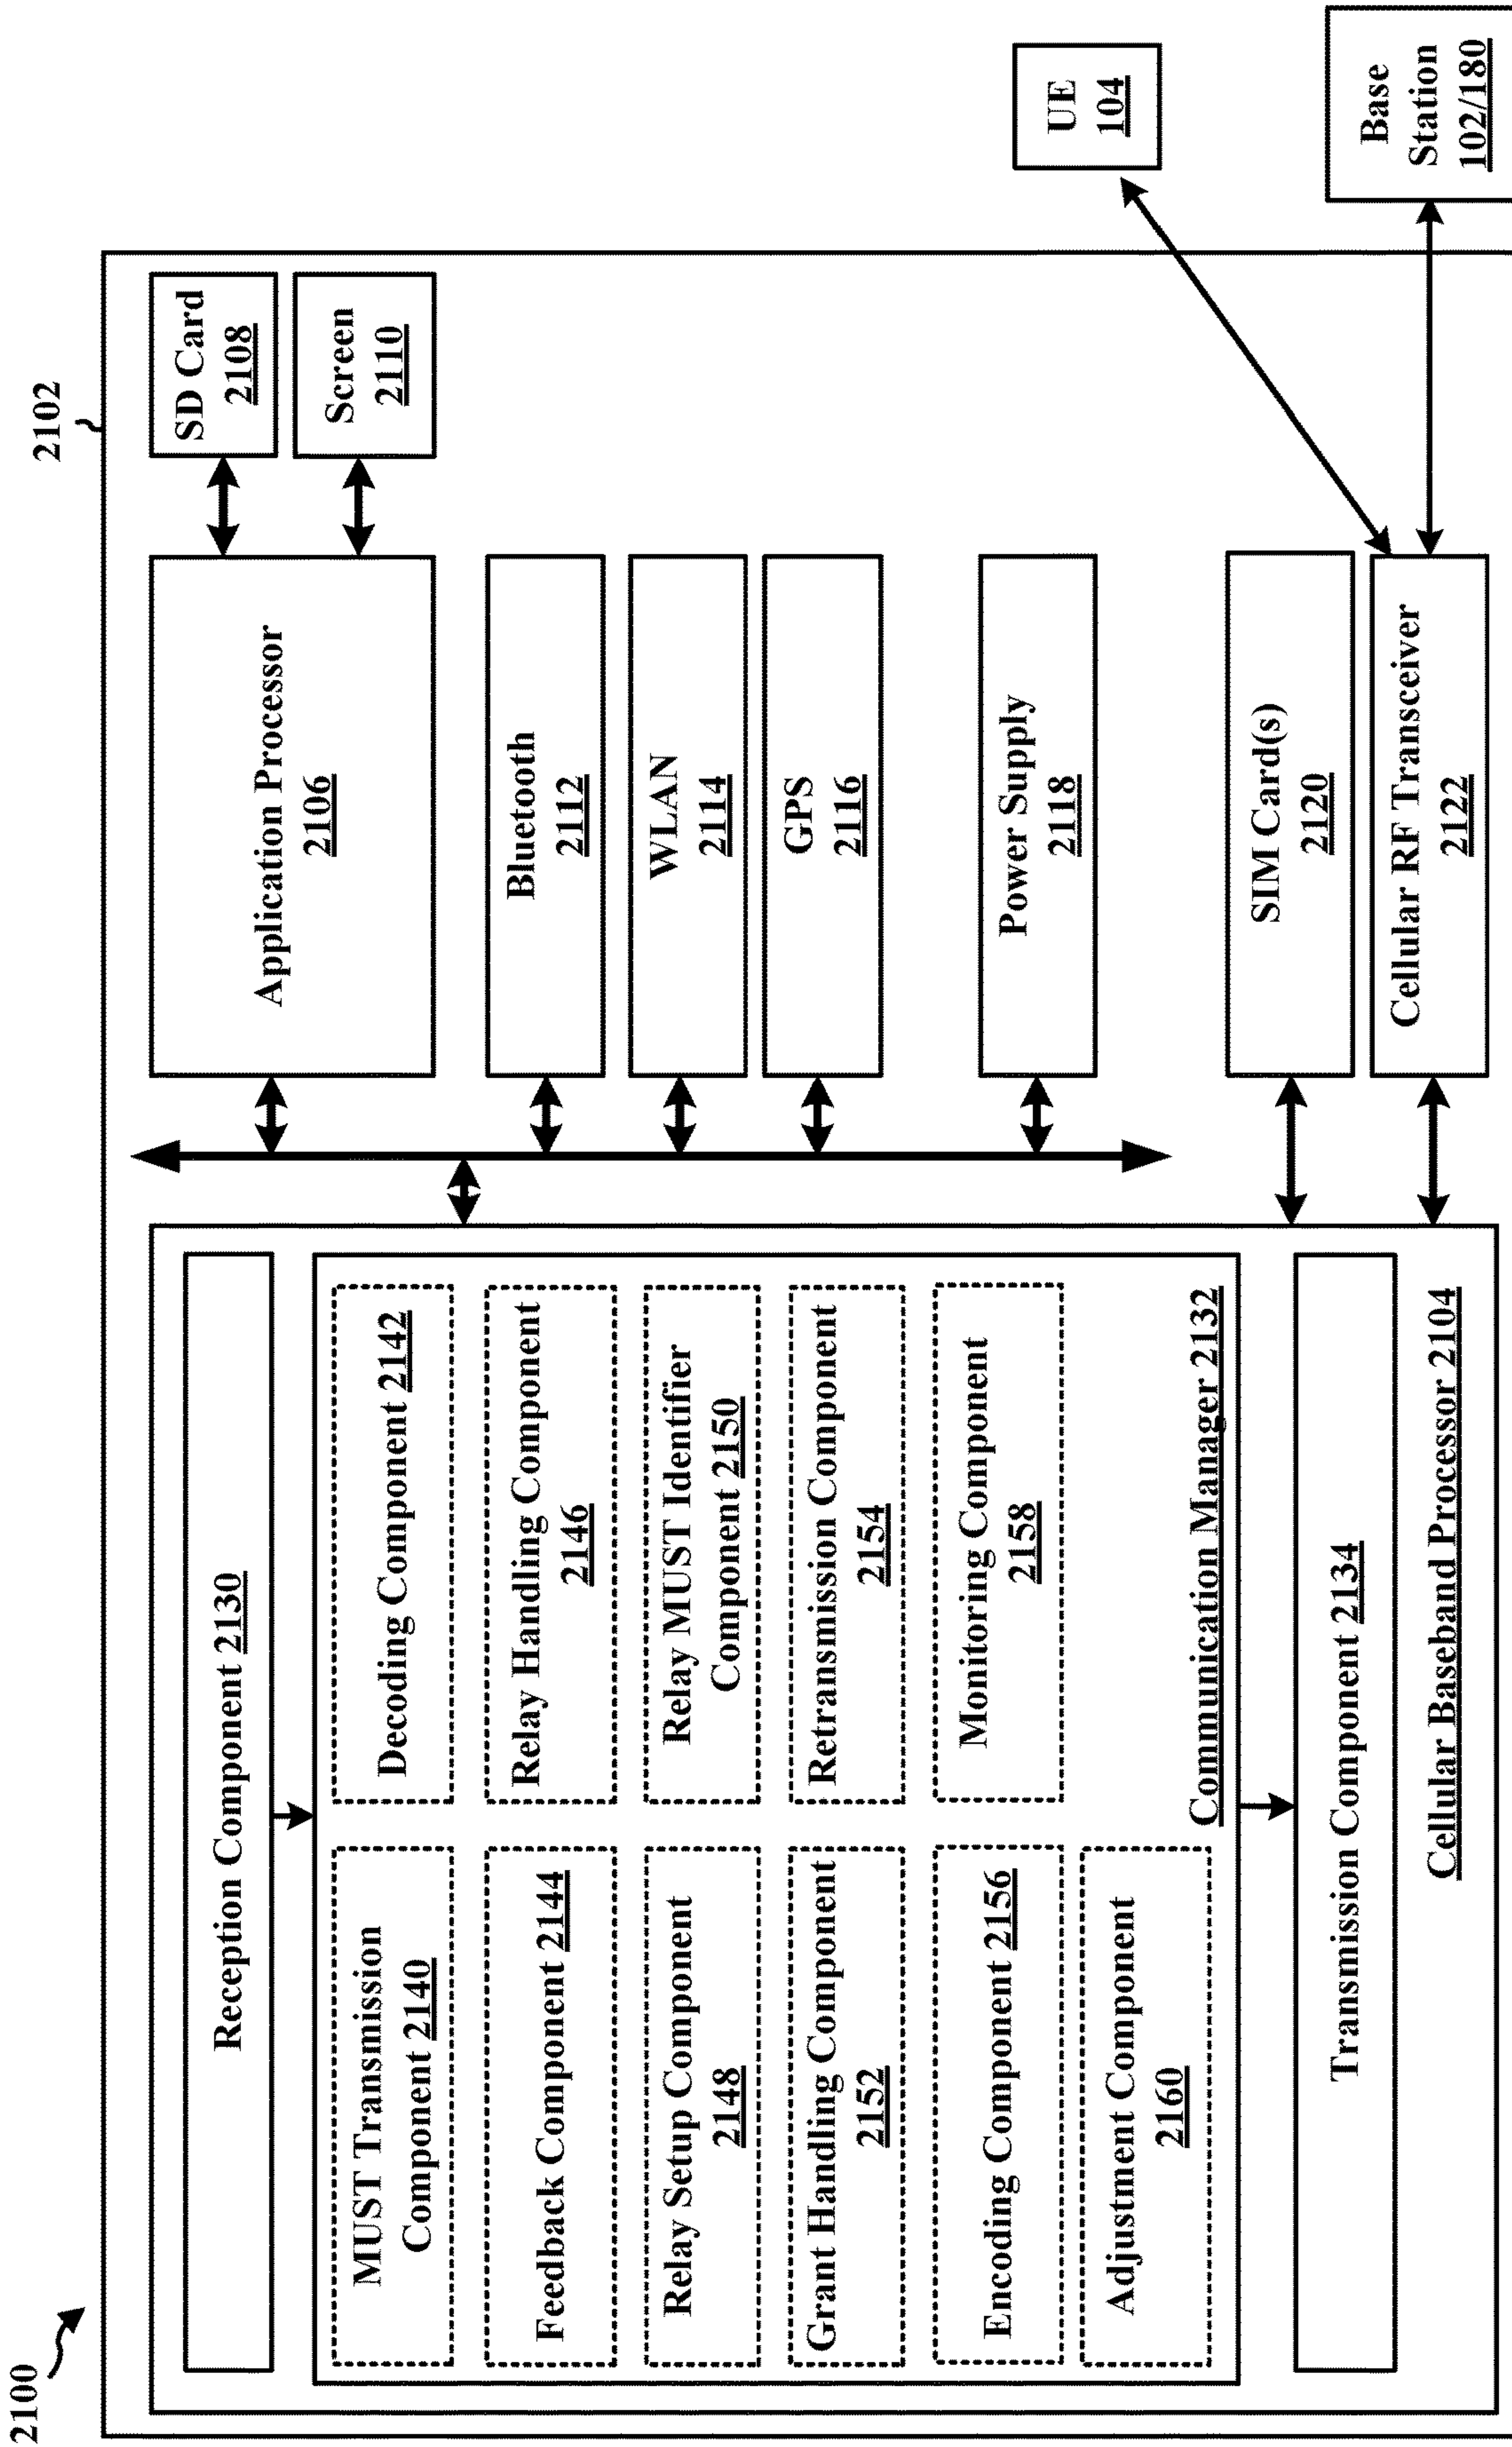 2100
2102
Reception Component 2130
MUST Transmission
Component 2140
Decoding Component 2142
Feedback Component 2144
Relay Handling Component
2146
Relay Setup Component
2148
Relay MUST Identifier
Component 2150
Grant Handling Component
2152
Retransmission Component
2154
Encoding Component 2156
Monitoring Component
2158
Adjustment Component
2160
Communication Manager 2132
Transmission Component 2134
Cellular Baseband Processor 2104
Application Processor
2106
Bluetooth
2112
WLAN
2114
GPS
2116
Power Supply
2118
SIM Card(s)
2120
Cellular RF Transceiver
2122
SD Card
2108
Screen
2110
UE
104
Base
Station
102/180